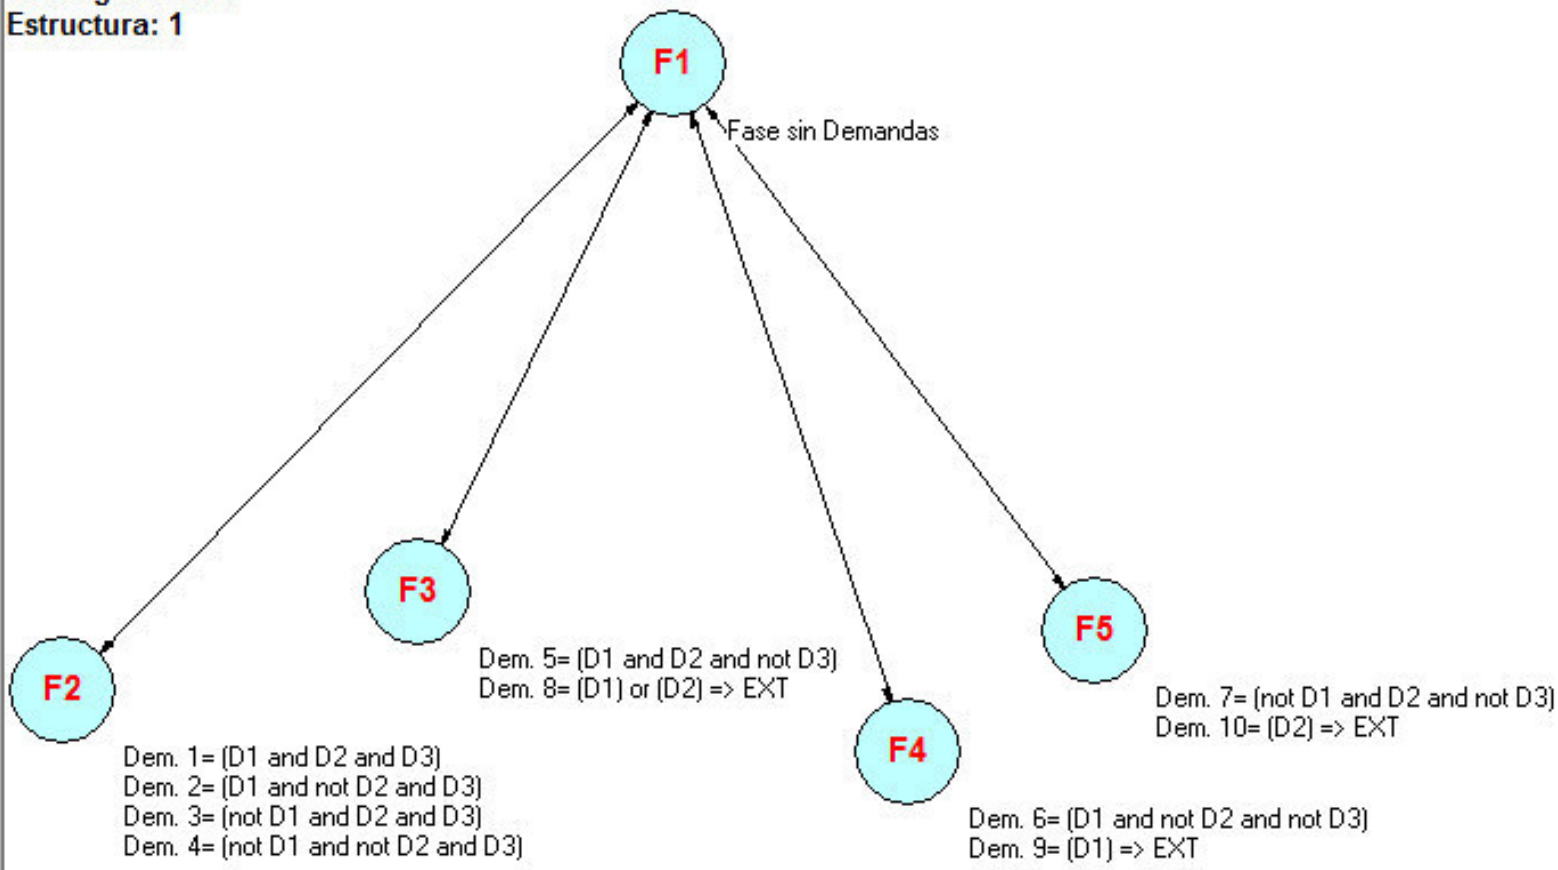 Estructura: 1
F1
Fase sin Demandas
F3
F5
Dem. 5= (D1 and D2 and not D3)
Dem. 8= (D1) or (D2) => EXT
F2
Dem. 7= (not D1 and D2 and not D3)
Dem. 10= (D2) => EXT
F4
Dem. 1= (D1 and D2 and D3)
Dem. 2= (D1 and not D2 and D3)
Dem. 3= (not D1 and D2 and D3)
Dem. 4= (not D1 and not D2 and D3)
Dem. 6= (D1 and not D2 and not D3)
Dem. 9= (D1) => EXT